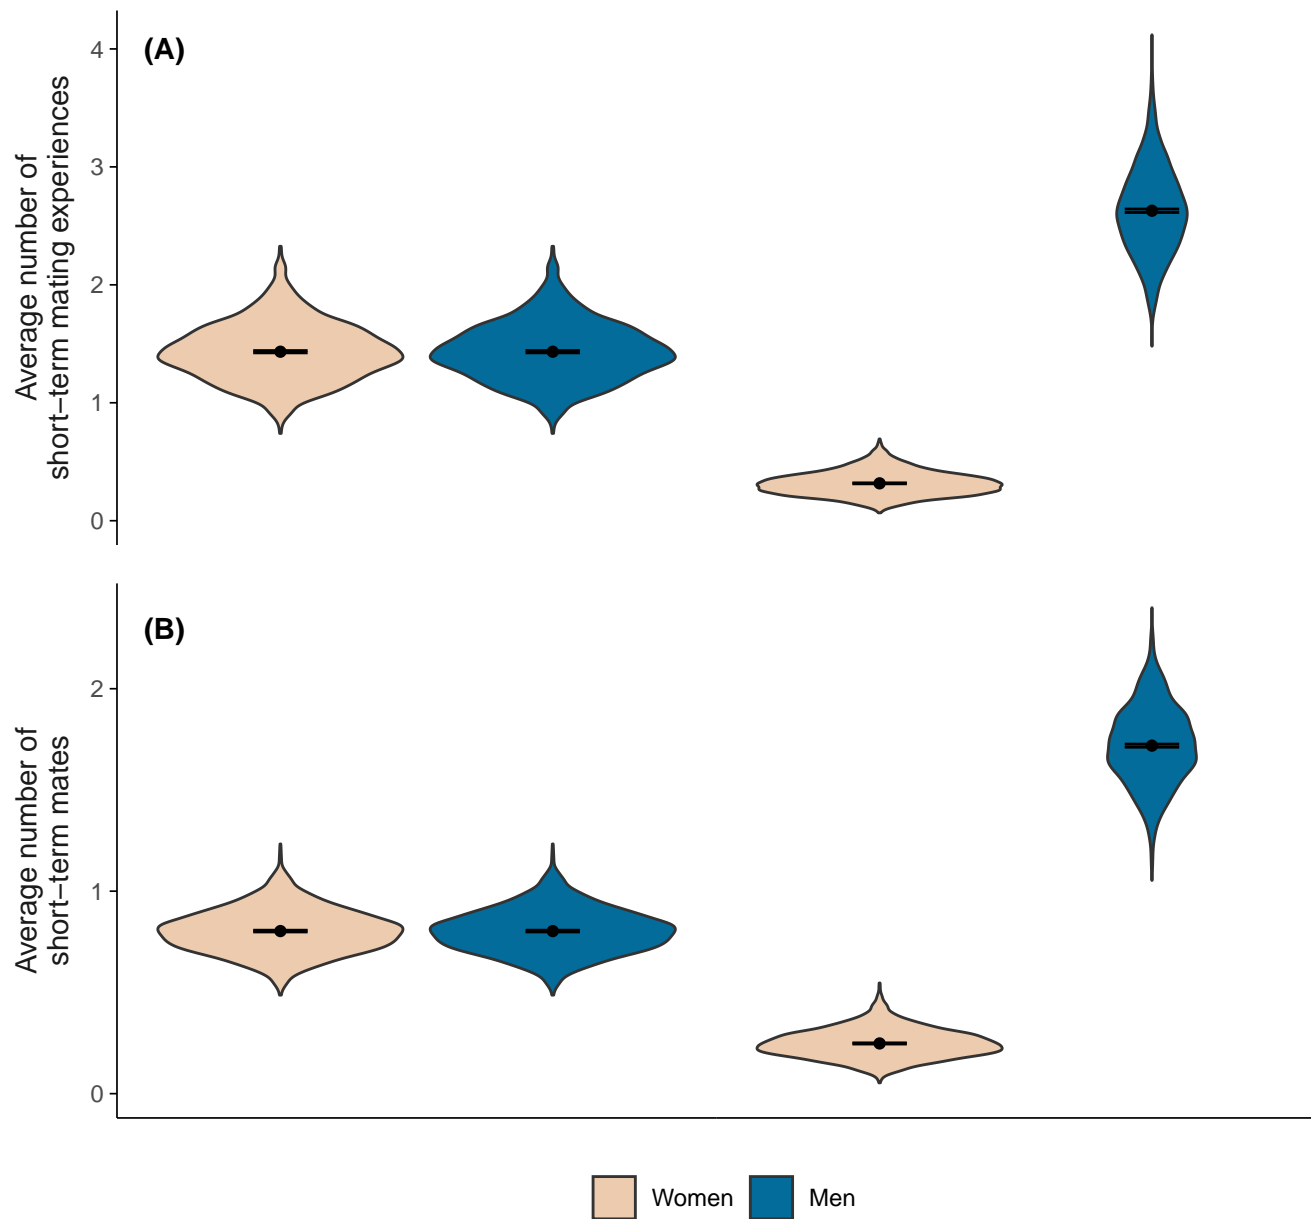 (A)
Average number of
short−term mating experiences
4
3
2
1
0
(B)
Average number of
short−term mates
2
1
0
Women Men